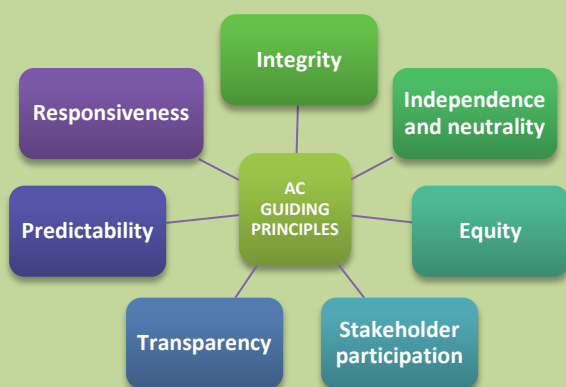 Integrity
Independence
and neutrality
Equity
Stakeholder
participation
Transparency
Predictability
Responsiveness
AC
GUIDING
PRINCIPLES